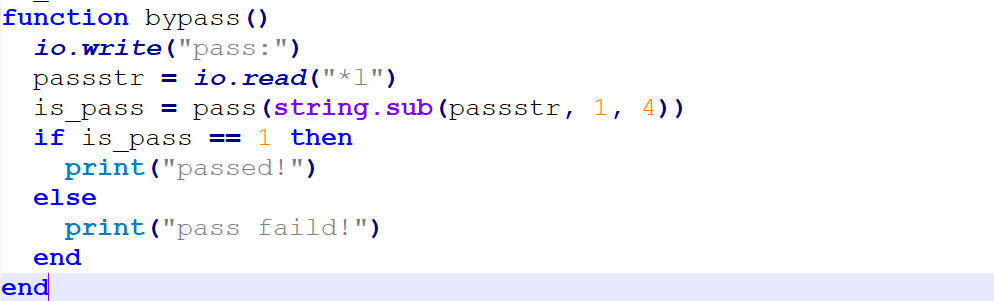 function bypass()
  io.write("pass:")
  passstr = io.read("*l")
  is_pass = pass(string.sub(passstr, 1, 4))
  if is_pass == 1 then
    print("passed!")
  else
    print("pass faild!")
  end
end